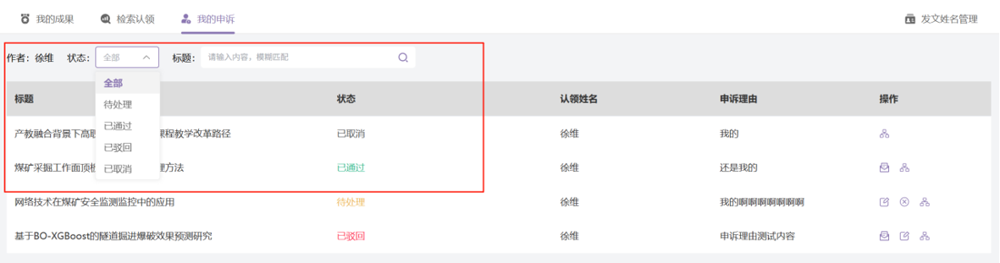 我的成果 检索认领 我的申诉 发文姓名管理
作者：徐维 状态： 全部 标题： 请输入内容，模糊匹配
全部
待处理
已通过
已驳回
已取消
标题 状态 认领姓名 申诉理由 操作
产教融合背景下高 课程教学改革路径 已取消 徐维 我的
煤矿采掘工作面顶 理方法 已通过 徐维 还是我的
网络技术在煤矿安全监测监控中的应用 待处理 徐维 我的啊啊啊啊啊啊啊
基于BO-XGBoost的隧道掘进爆破效果预测研究 已驳回 徐维 申诉理由测试内容